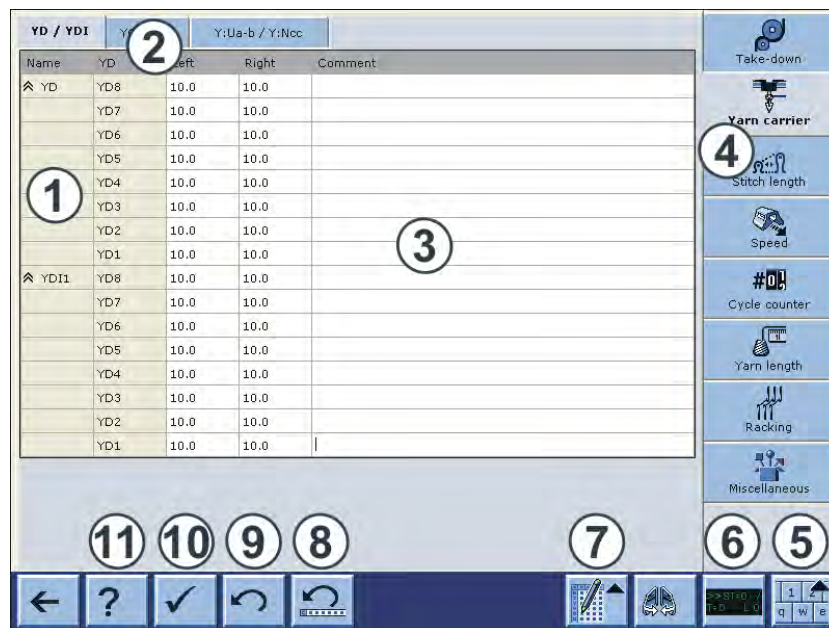 YD / YDI
Y:Ua-b / Y:Ncc
Name YD Left Right Comment
YD YD8 10.0 10.0
YD7 10.0 10.0
YD6 10.0 10.0
YD5 10.0 10.0
YD4 10.0 10.0
YD3 10.0 10.0
YD2 10.0 10.0
YD1 10.0 10.0
YDI1 YD8 10.0 10.0
YD7 10.0 10.0
YD6 10.0 10.0
YD5 10.0 10.0
YD4 10.0 10.0
YD3 10.0 10.0
YD2 10.0 10.0
YD1 10.0 10.0
Take-down
Yarn carrier
Stitch length
Speed
#0
Cycle counter
Yarn length
Racking
Miscellaneous
1
2
3
4
11
10
9
8
7
6
5
?
1 2
q w e